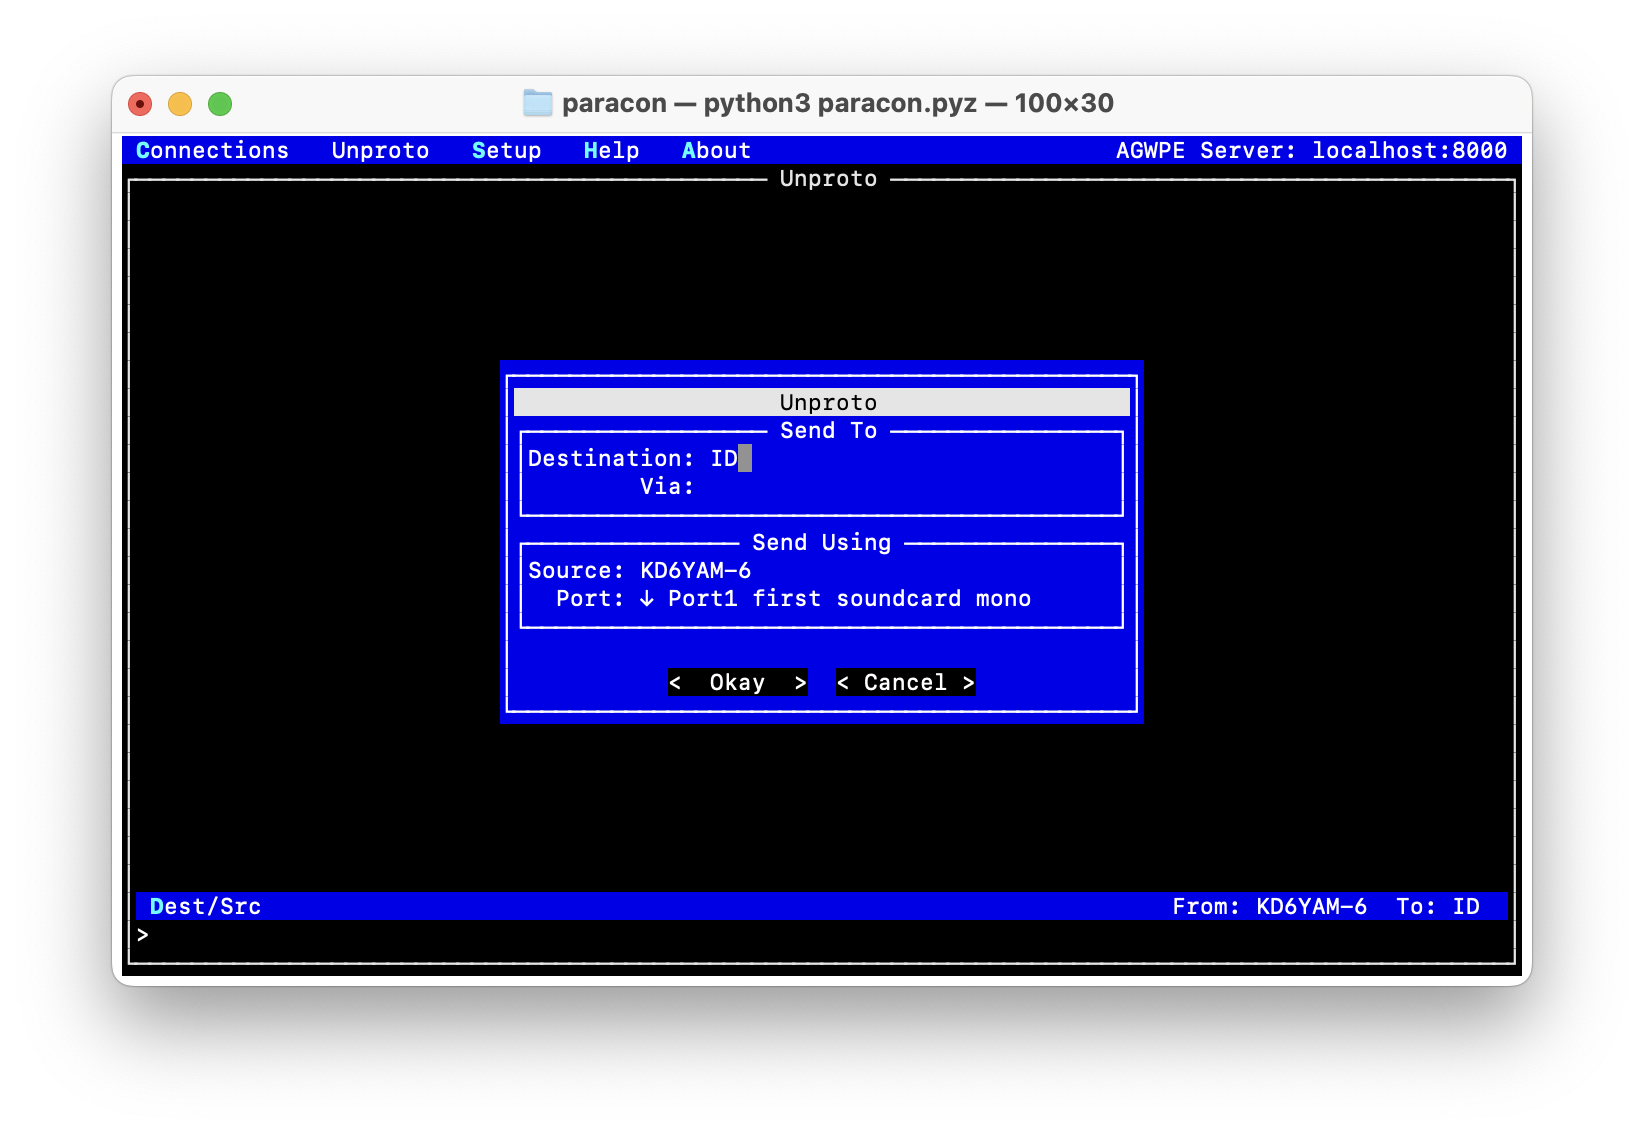 paracon — python3 paracon.pyz — 100×30
Connections Unproto Setup Help About AGWPE Server: localhost:8000
Unproto
Unproto
Send To
Destination: ID
Via:
Send Using
Source: KD6YAM-6
Port: ↓ Port1 first soundcard mono
< Okay > < Cancel >
Dest/Src From: KD6YAM-6 To: ID
>